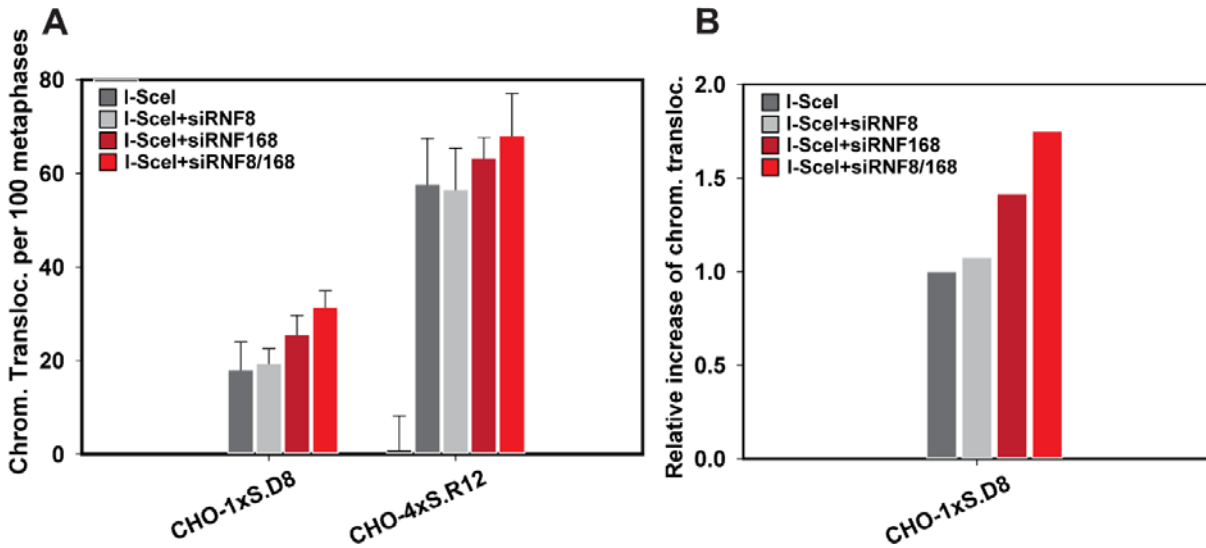 A
Chrom. Transloc. per 100 metaphases
80
60
40
20
0
I-SceI
I-SceI+siRNF8
I-SceI+siRNF168
I-SceI+siRNF8/168
CHO-1xS.D8
CHO-4xS.R12
B
Relative increase of chrom. transloc.
2.0
1.5
1.0
0.5
0.0
I-SceI
I-SceI+siRNF8
I-SceI+siRNF168
I-SceI+siRNF8/168
CHO-1xS.D8